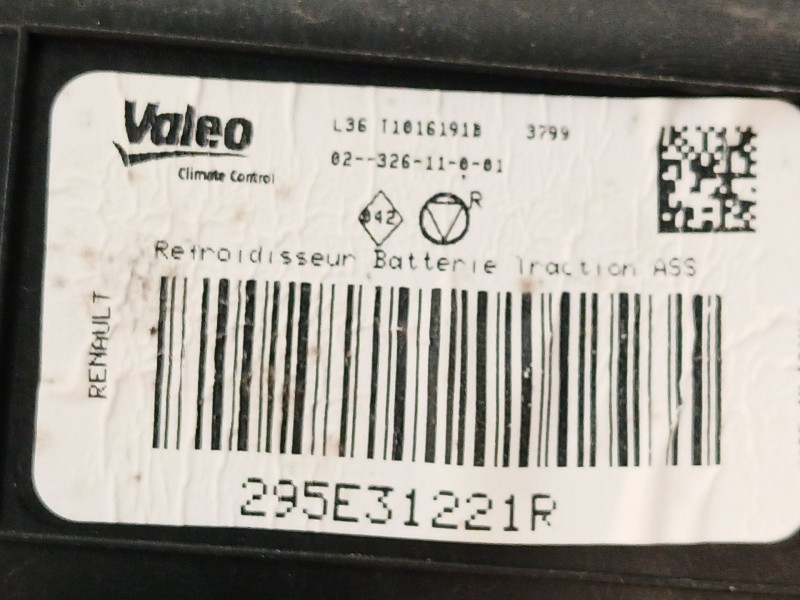 Valeo
Climate Control
L36 T1016191B 3799
02--326-11-0-01
042
R
Refroidisseur Batterie Traction ASS
RENAULT
295E31221R